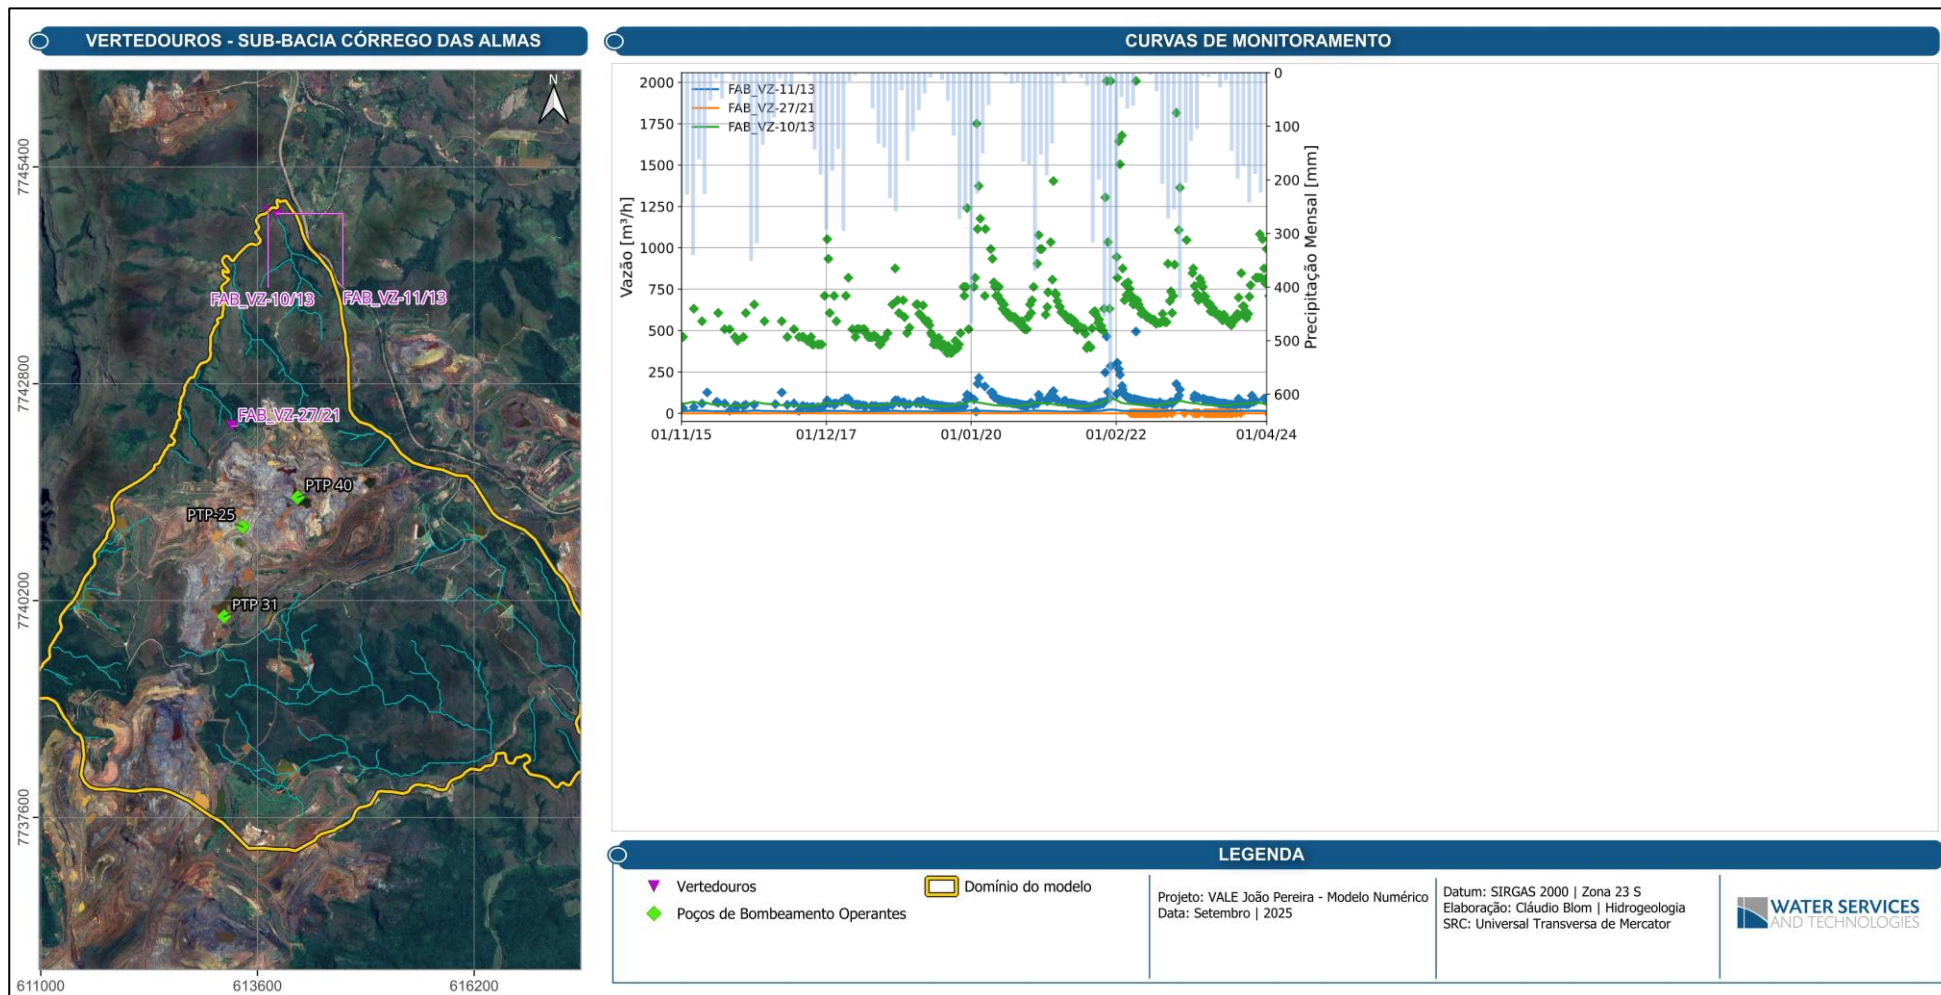 VERTEDOUROS - SUB-BACIA CÓRREGO DAS ALMAS
N
7745400
7742800
7740200
7737600
611000
613600
616200
FAB_VZ-10/13
FAB_VZ-11/13
FAB_VZ-27/21
PTP 40
PTP-25
PTP 31
CURVAS DE MONITORAMENTO
FAB_VZ-11/13
FAB_VZ-27/21
FAB_VZ-10/13
Vazão [m³/h]
2000
1750
1500
1250
1000
750
500
250
0
0
100
200
300
400
500
600
Precipitação Mensal [mm]
01/11/15
01/12/17
01/01/20
01/02/22
01/04/24
LEGENDA
Vertedouros
Poços de Bombeamento Operantes
Domínio do modelo
Projeto: VALE João Pereira - Modelo Numérico
Data: Setembro | 2025
Datum: SIRGAS 2000 | Zona 23 S
Elaboração: Cláudio Blom | Hidrogeologia
SRC: Universal Transversa de Mercator
WATER SERVICES
AND TECHNOLOGIES